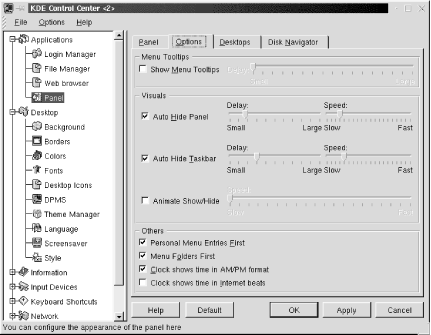 KDE Control Center <2>
File Options Help
Applications
Login Manager
File Manager
Web browser
Panel
Desktop
Background
Borders
Colors
Fonts
Desktop Icons
DPMS
Theme Manager
Language
Screensaver
Style
Information
Input Devices
Keyboard Shortcuts
Network
Panel Options Desktops Disk Navigator
Menu Tooltips
Show Menu Tooltips Delay:
Visuals
Delay: Speed:
Auto Hide Panel
Small Large Slow Fast
Delay: Speed:
Auto Hide Taskbar
Small Large Slow Fast
Speed:
Animate Show/Hide
Slow Fast
Others
Personal Menu Entries First
Menu Folders First
Clock shows time in AM/PM format
Clock shows time in Internet beats
Help Default OK Apply Cancel
You can configure the appearance of the panel here